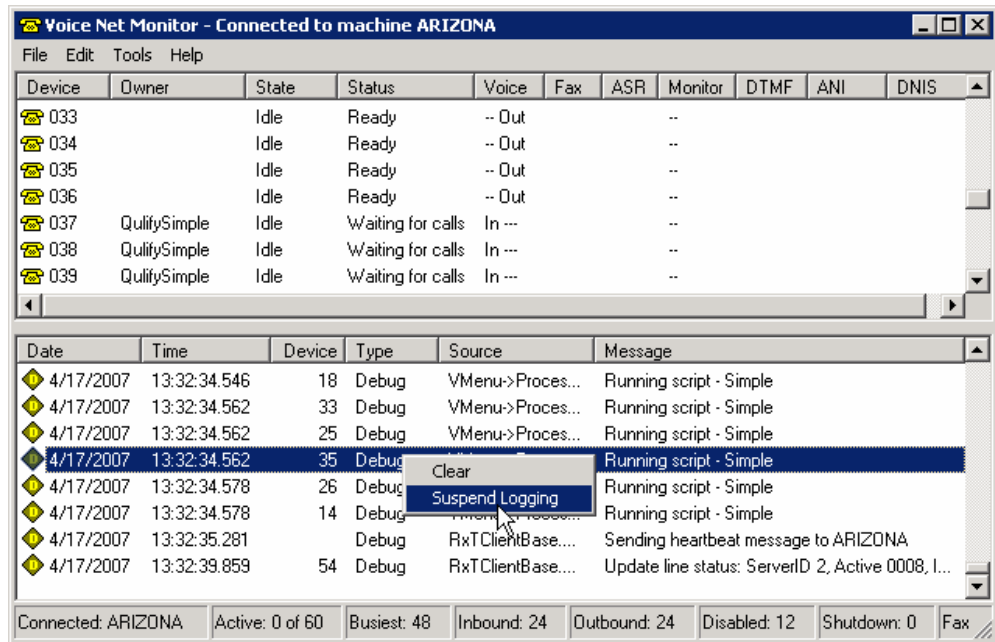 Voice Net Monitor - Connected to machine ARIZONA
File Edit Tools Help
Device Owner State Status Voice Fax ASR Monitor DTMF ANI DNIS
033 Idle Ready -- Out --
034 Idle Ready -- Out --
035 Idle Ready -- Out --
036 Idle Ready -- Out --
037 QulifySimple Idle Waiting for calls In --- --
038 QulifySimple Idle Waiting for calls In --- --
039 QulifySimple Idle Waiting for calls In --- --
Date Time Device Type Source Message
4/17/2007 13:32:34.546 18 Debug VMenu->Proces... Running script - Simple
4/17/2007 13:32:34.562 33 Debug VMenu->Proces... Running script - Simple
4/17/2007 13:32:34.562 25 Debug VMenu->Proces... Running script - Simple
4/17/2007 13:32:34.562 35 Debug Running script - Simple
Clear
4/17/2007 13:32:34.578 26 Debug Running script - Simple
Suspend Logging
4/17/2007 13:32:34.578 14 Debug Running script - Simple
4/17/2007 13:32:35.281 Debug RxTClientBase.... Sending heartbeat message to ARIZONA
4/17/2007 13:32:39.859 54 Debug RxTClientBase.... Update line status: ServerID 2, Active 0008, I...
Connected: ARIZONA Active: 0 of 60 Busiest: 48 Inbound: 24 Outbound: 24 Disabled: 12 Shutdown: 0 Fax